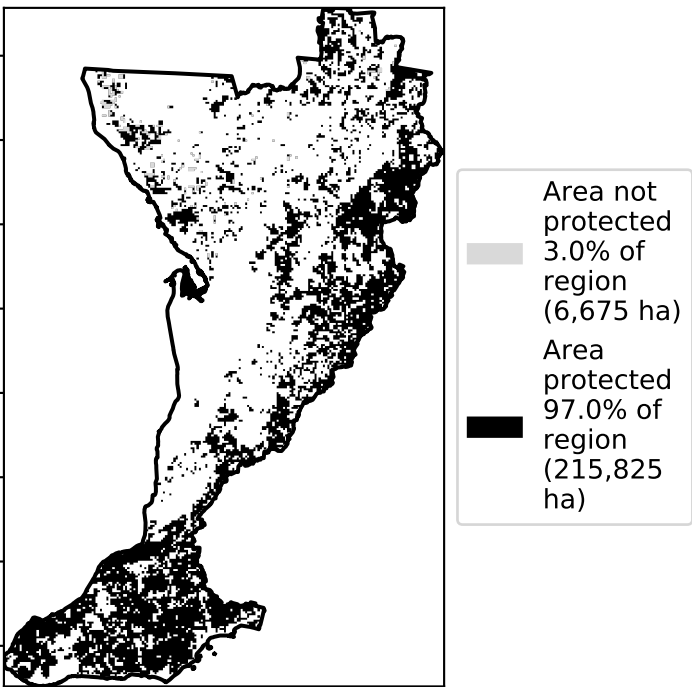 Area not
protected
3.0% of
region
(6,675 ha)
Area
protected
97.0% of
region
(215,825
ha)